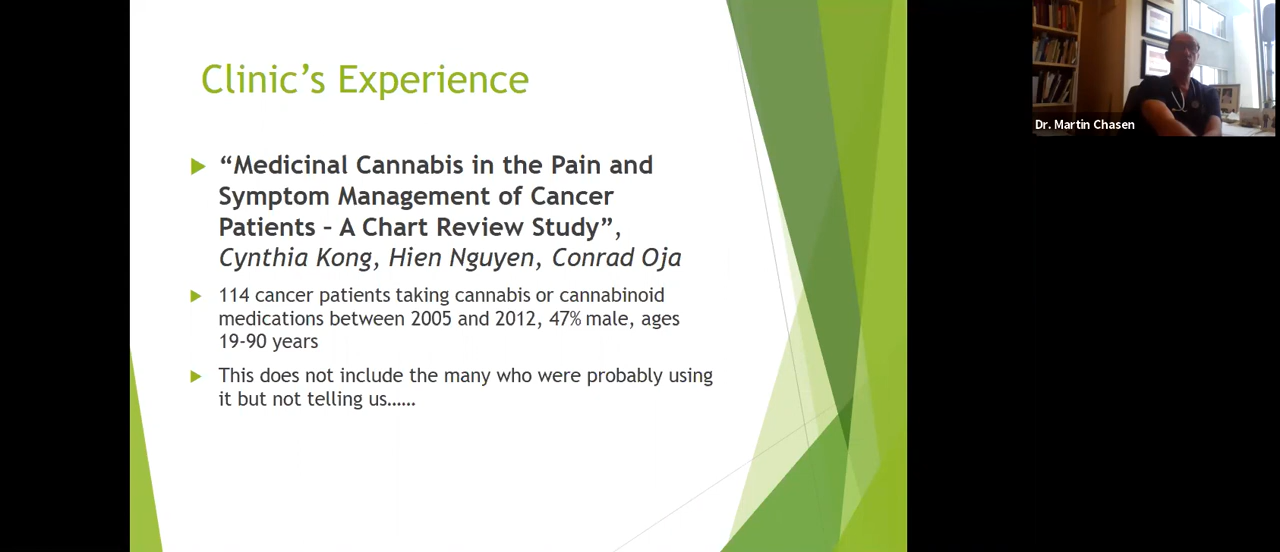 Clinic’s Experience
“Medicinal Cannabis in the Pain and
Symptom Management of Cancer
Patients – A Chart Review Study”,
Cynthia Kong, Hien Nguyen, Conrad Oja
114 cancer patients taking cannabis or cannabinoid
medications between 2005 and 2012, 47% male, ages
19-90 years
This does not include the many who were probably using
it but not telling us……
Dr. Martin Chasen